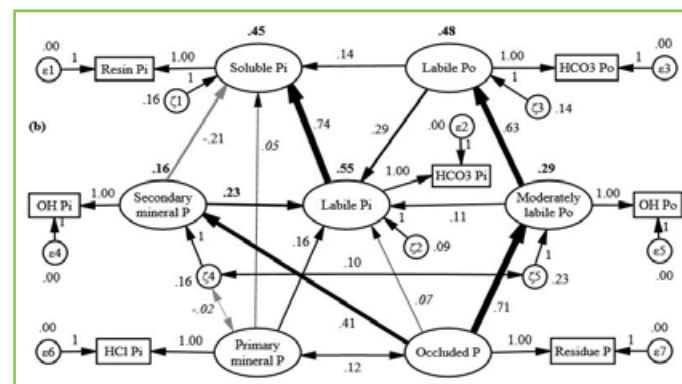 .45 .48
.00 .00
1 1.00 .14 1.00 1
ε1 Resin Pi Soluble Pi Labile Po HCO3 Po ε3
1 1
.16 ζ1 ζ3 .14
(b) .00 ε2
-.21 .05 .74 .29 1 .63
.16 .55 1.00 HCO3 Pi .29
1.00 .23 1.00
OH Pi Secondary mineral P Labile Pi Moderately labile Po OH Po
.11
1 1 1 1
ε4 1 ζ2 .09 ε5
.00 .16 ζ4 .10 ζ5 .23 .00
.16
-.02 .41 .07 .71
.00 .00
ε6 1 HCl Pi 1.00 Primary mineral P Occluded P 1.00 Residue P 1 ε7
.12